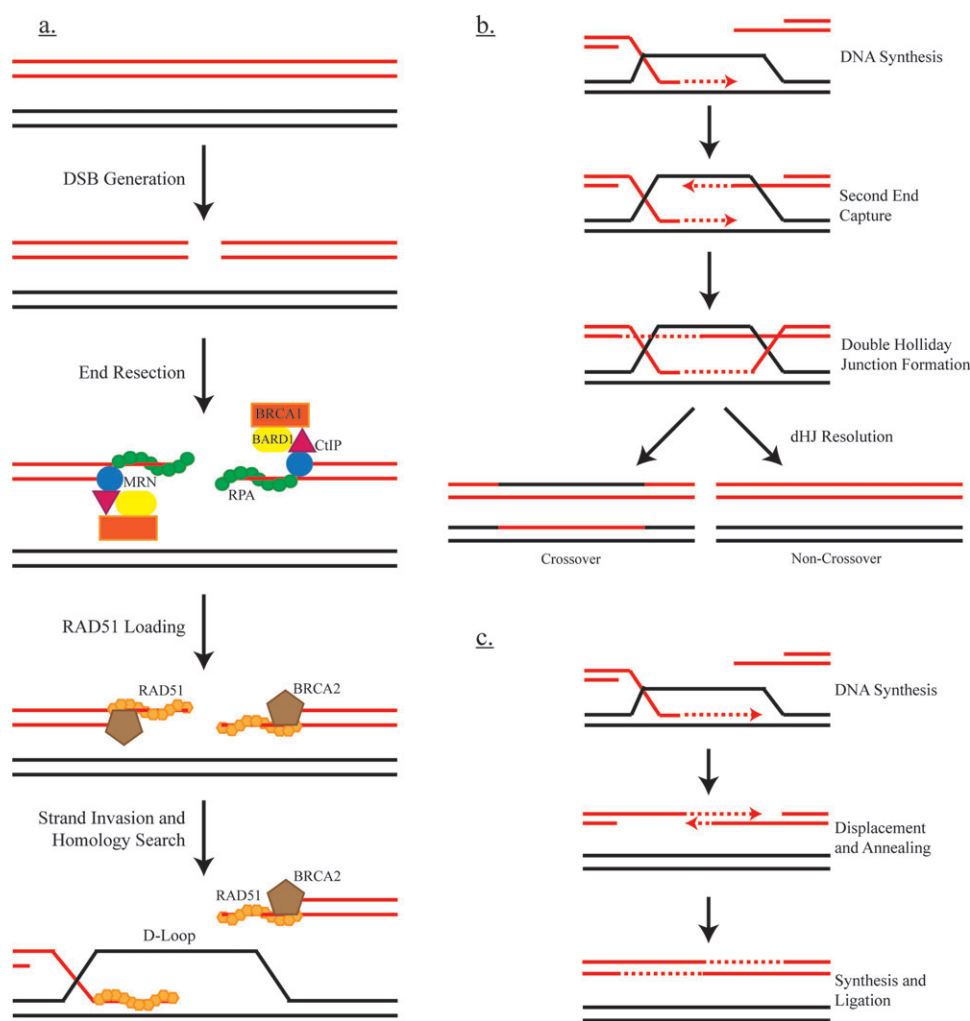 a.
DSB Generation
End Resection
BRCA1
BARD1
CtIP
MRN
RPA
RAD51 Loading
RAD51
BRCA2
Strand Invasion and
Homology Search
BRCA2
RAD51
D-Loop
b.
DNA Synthesis
Second End
Capture
Double Holliday
Junction Formation
dHJ Resolution
Crossover
Non-Crossover
c.
DNA Synthesis
Displacement
and Annealing
Synthesis and
Ligation